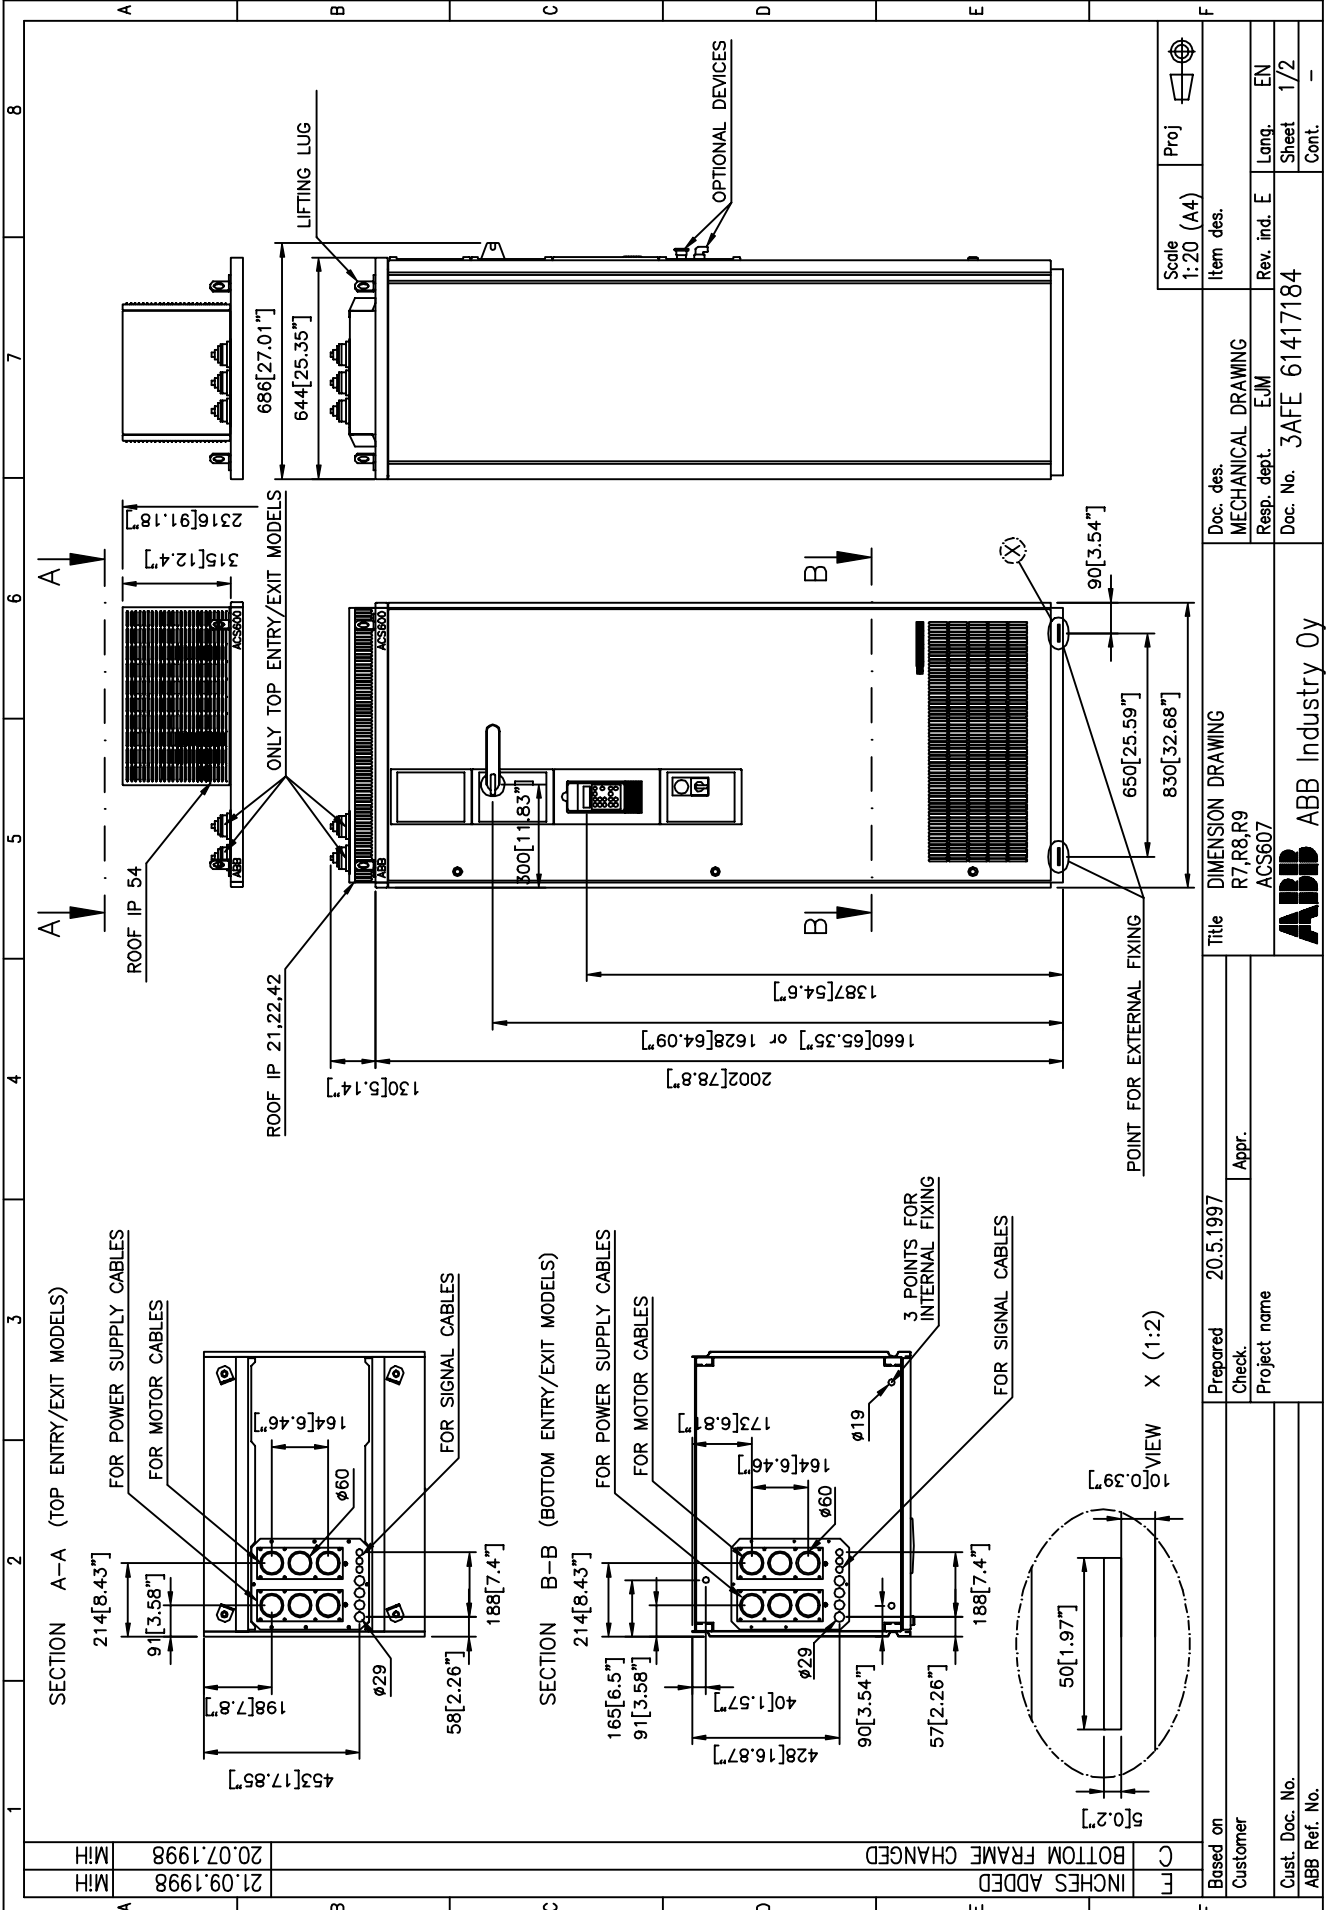 1
2
3
4
5
6
7
8
A
B
C
D
E
F
SECTION A-A (TOP ENTRY/EXIT MODELS)
214[8.43"]
91[3.58"]
FOR POWER SUPPLY CABLES
FOR MOTOR CABLES
198[7.8"]
453[17.85"]
164[6.46"]
ø60
ø29
FOR SIGNAL CABLES
58[2.26"]
188[7.4"]
SECTION B-B (BOTTOM ENTRY/EXIT MODELS)
214[8.43"]
165[6.5"]
91[3.58"]
FOR POWER SUPPLY CABLES
FOR MOTOR CABLES
40[1.57"]
428[16.87"]
173[6.81"]
164[6.46"]
ø60
ø29
ø19
3 POINTS FOR
INTERNAL FIXING
FOR SIGNAL CABLES
90[3.54"]
57[2.26"]
188[7.4"]
50[1.97"]
5[0.2"]
10[0.39"]
VIEW X (1:2)
A
A
ROOF IP 54
315[12.4"]
2316[91.18"]
ABB
ACS600
ONLY TOP ENTRY/EXIT MODELS
ROOF IP 21,22,42
130[5.14"]
ABB
ACS600
300[11.83"]
1387[54.6"]
1660[65.35"] or 1628[64.09"]
2002[78.8"]
B
B
X
90[3.54"]
650[25.59"]
830[32.68"]
POINT FOR EXTERNAL FIXING
686[27.01"]
644[25.35"]
LIFTING LUG
OPTIONAL DEVICES
E INCHES ADDED 21.09.1998 MiH
C BOTTOM FRAME CHANGED 20.07.1998 MiH
Scale
1:20 (A4)
Proj
Based on
Customer
Cust. Doc. No.
ABB Ref. No.
Prepared 20.5.1997
Check.
Appr.
Project name
Title DIMENSION DRAWING
R7,R8,R9
ACS607
ABB ABB Industry Oy
Doc. des.
MECHANICAL DRAWING
Item des.
Resp. dept. EJM
Rev. ind. E
Lang. EN
Doc. No. 3AFE 61417184
Sheet 1/2
Cont. -
A
B
C
D
E
F